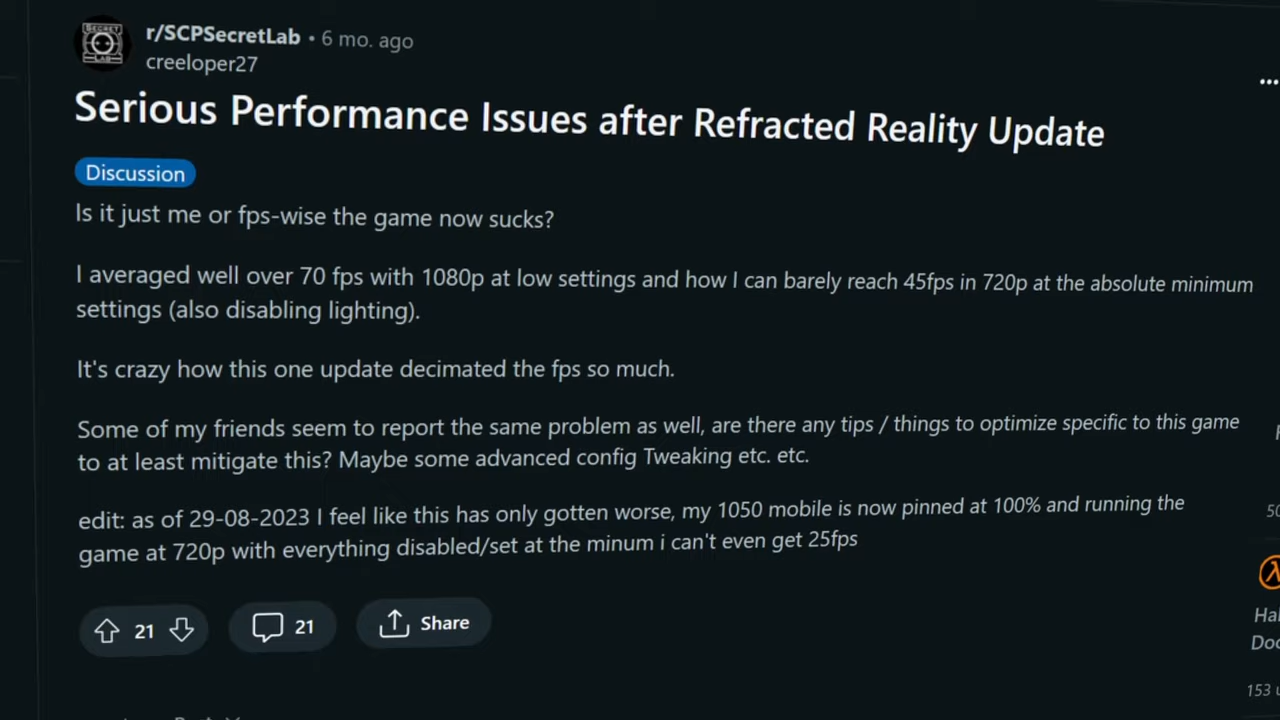 SECRET
LAB
r/SCPSecretLab • 6 mo. ago
creeloper27
Serious Performance Issues after Refracted Reality Update
Discussion
Is it just me or fps-wise the game now sucks?
I averaged well over 70 fps with 1080p at low settings and how I can barely reach 45fps in 720p at the absolute minimum
settings (also disabling lighting).
It's crazy how this one update decimated the fps so much.
Some of my friends seem to report the same problem as well, are there any tips / things to optimize specific to this game
to at least mitigate this? Maybe some advanced config Tweaking etc. etc.
edit: as of 29-08-2023 I feel like this has only gotten worse, my 1050 mobile is now pinned at 100% and running the
game at 720p with everything disabled/set at the minum i can't even get 25fps
21
21
Share
153